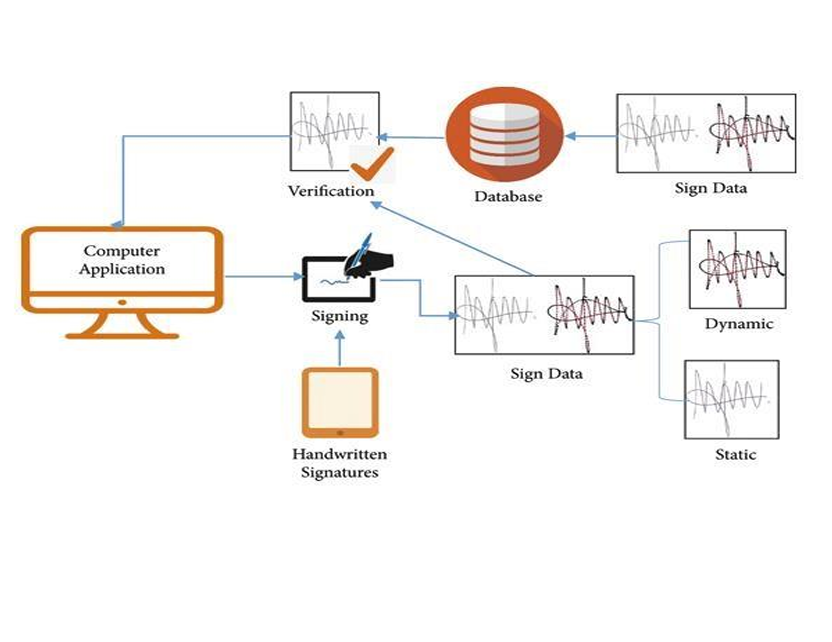 Verification
Database
Sign Data
Computer
Application
Signing
Sign Data
Dynamic
Handwritten
Signatures
Static